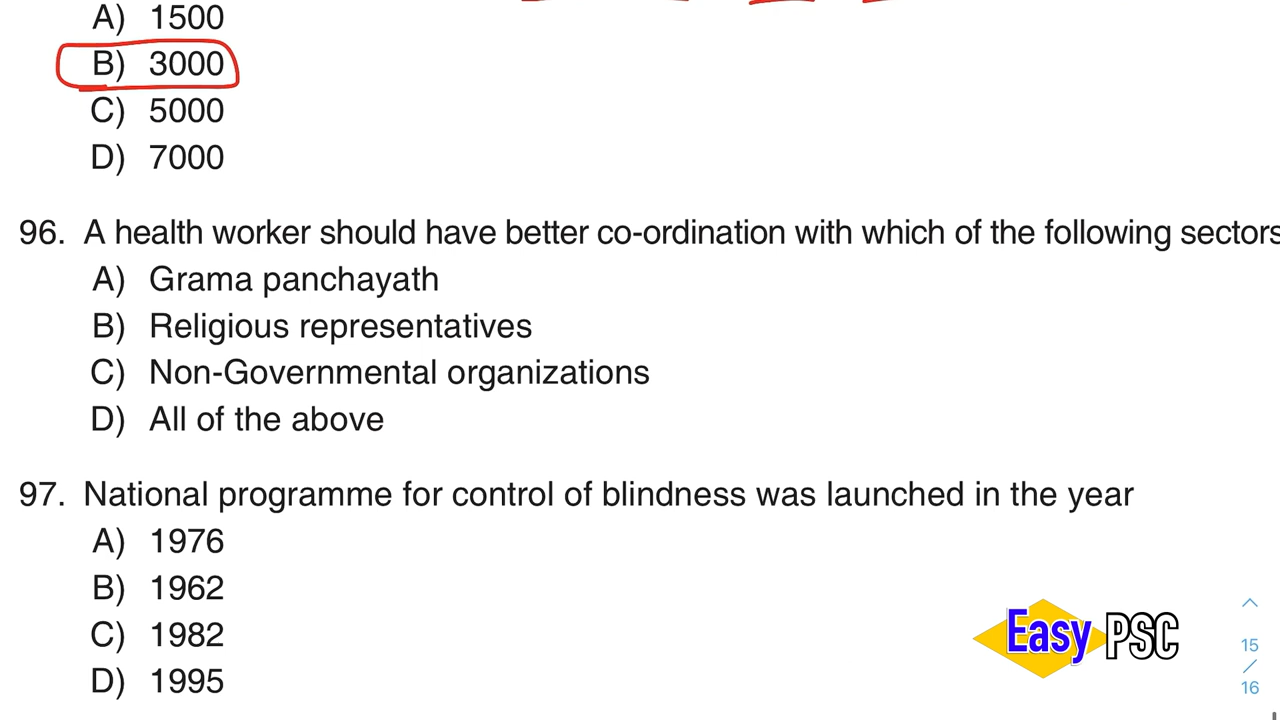 A) 1500
B) 3000
C) 5000
D) 7000
96. A health worker should have better co-ordination with which of the following sectors
A) Grama panchayath
B) Religious representatives
C) Non-Governmental organizations
D) All of the above
97. National programme for control of blindness was launched in the year
A) 1976
B) 1962
C) 1982
D) 1995
Easy PSC
15
/
16